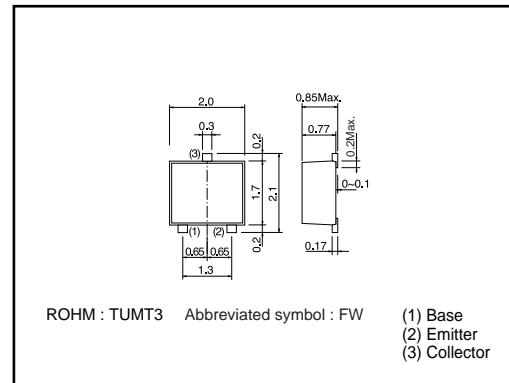 2.0
0.85Max.
0.3
0.2
0.77
0.2Max.
(3)
1.7
2.1
0~0.1
(1)
(2)
0.2
0.65
0.65
0.17
1.3
ROHM : TUMT3 Abbreviated symbol : FW
(1) Base
(2) Emitter
(3) Collector